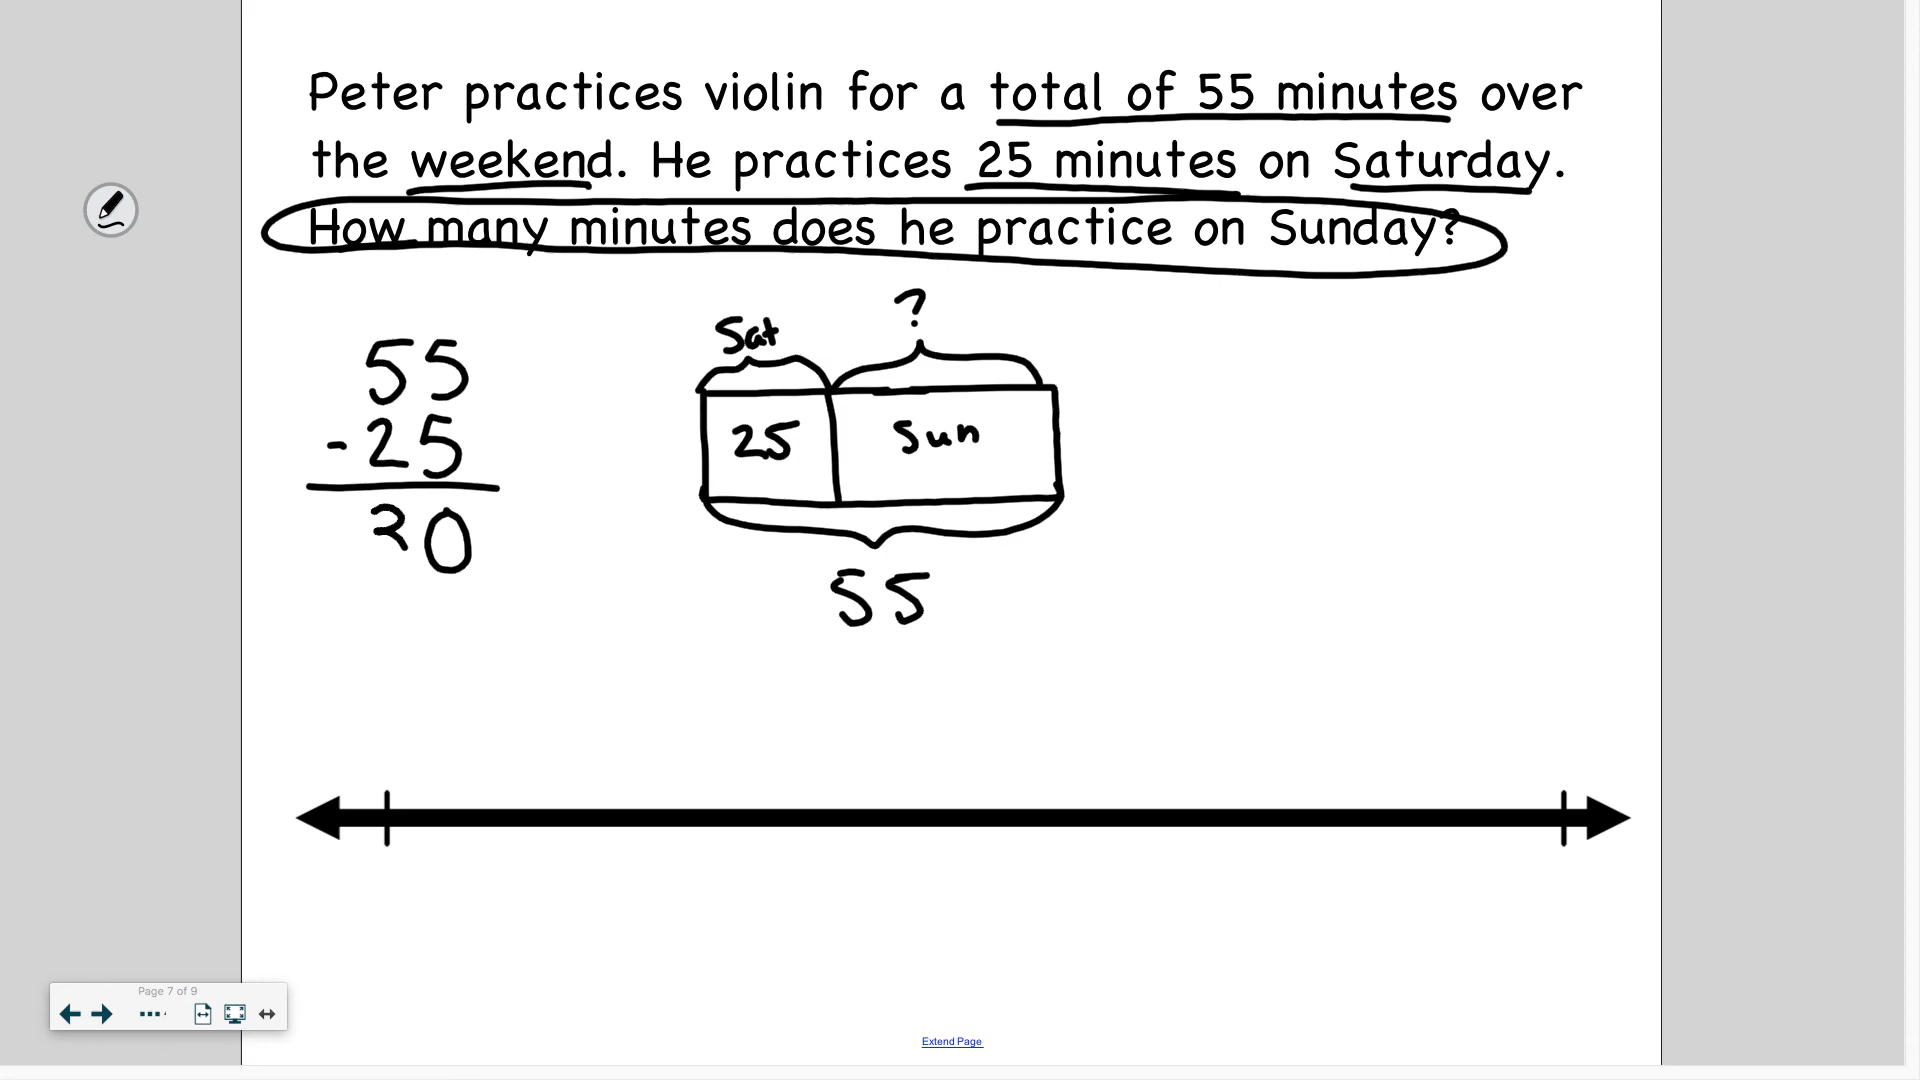 Peter practices violin for a total of 55 minutes over
the weekend. He practices 25 minutes on Saturday.
How many minutes does he practice on Sunday?
55
-25
30
Sat ?
25 Sun
55
Page 7 of 9
Extend Page